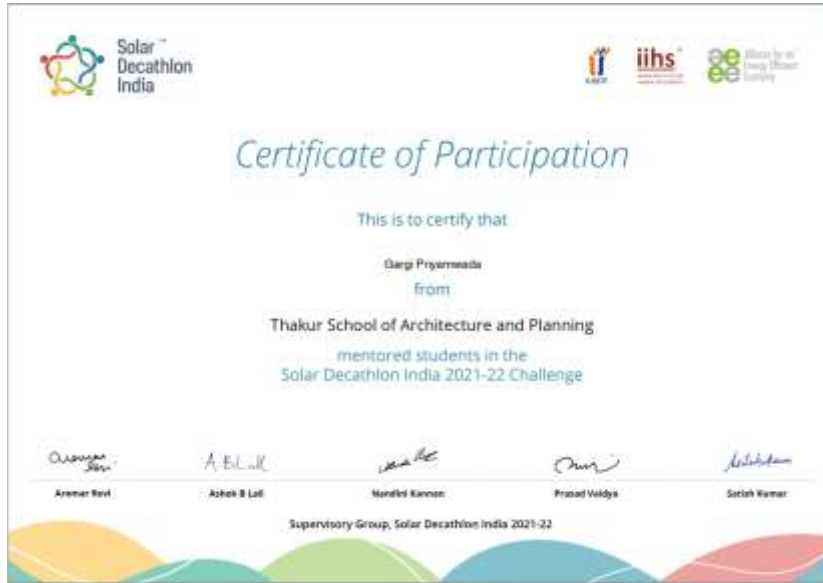 Solar™
Decathlon
India
iihs
Certificate of Participation
This is to certify that
Gargi Priyamwada
from
Thakur School of Architecture and Planning
mentored students in the
Solar Decathlon India 2021-22 Challenge
Aromar Revi
Ashok B Lall
Nandini Kannan
Prasad Vaidya
Satish Kumar
Supervisory Group, Solar Decathlon India 2021-22